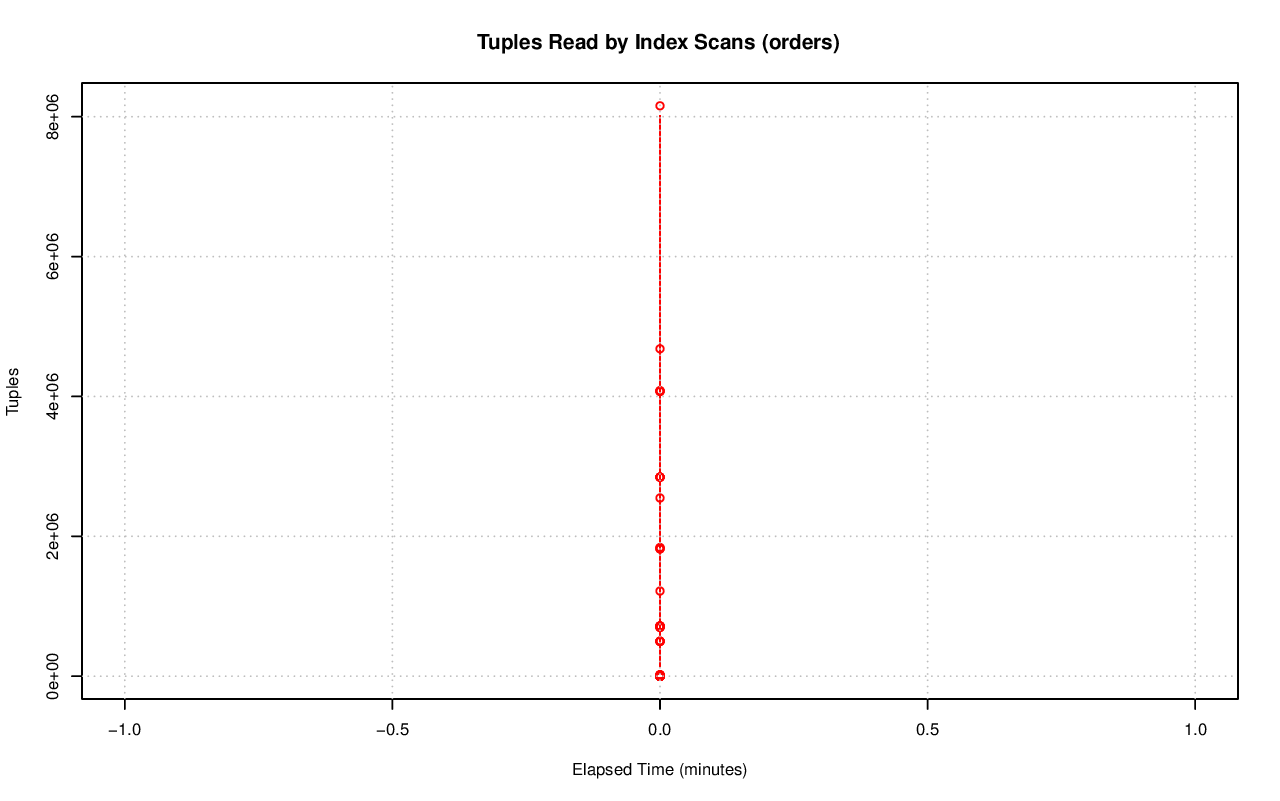 Tuples Read by Index Scans (orders)
8e+06
6e+06
4e+06
2e+06
0e+00
Tuples
−1.0 −0.5 0.0 0.5 1.0
Elapsed Time (minutes)